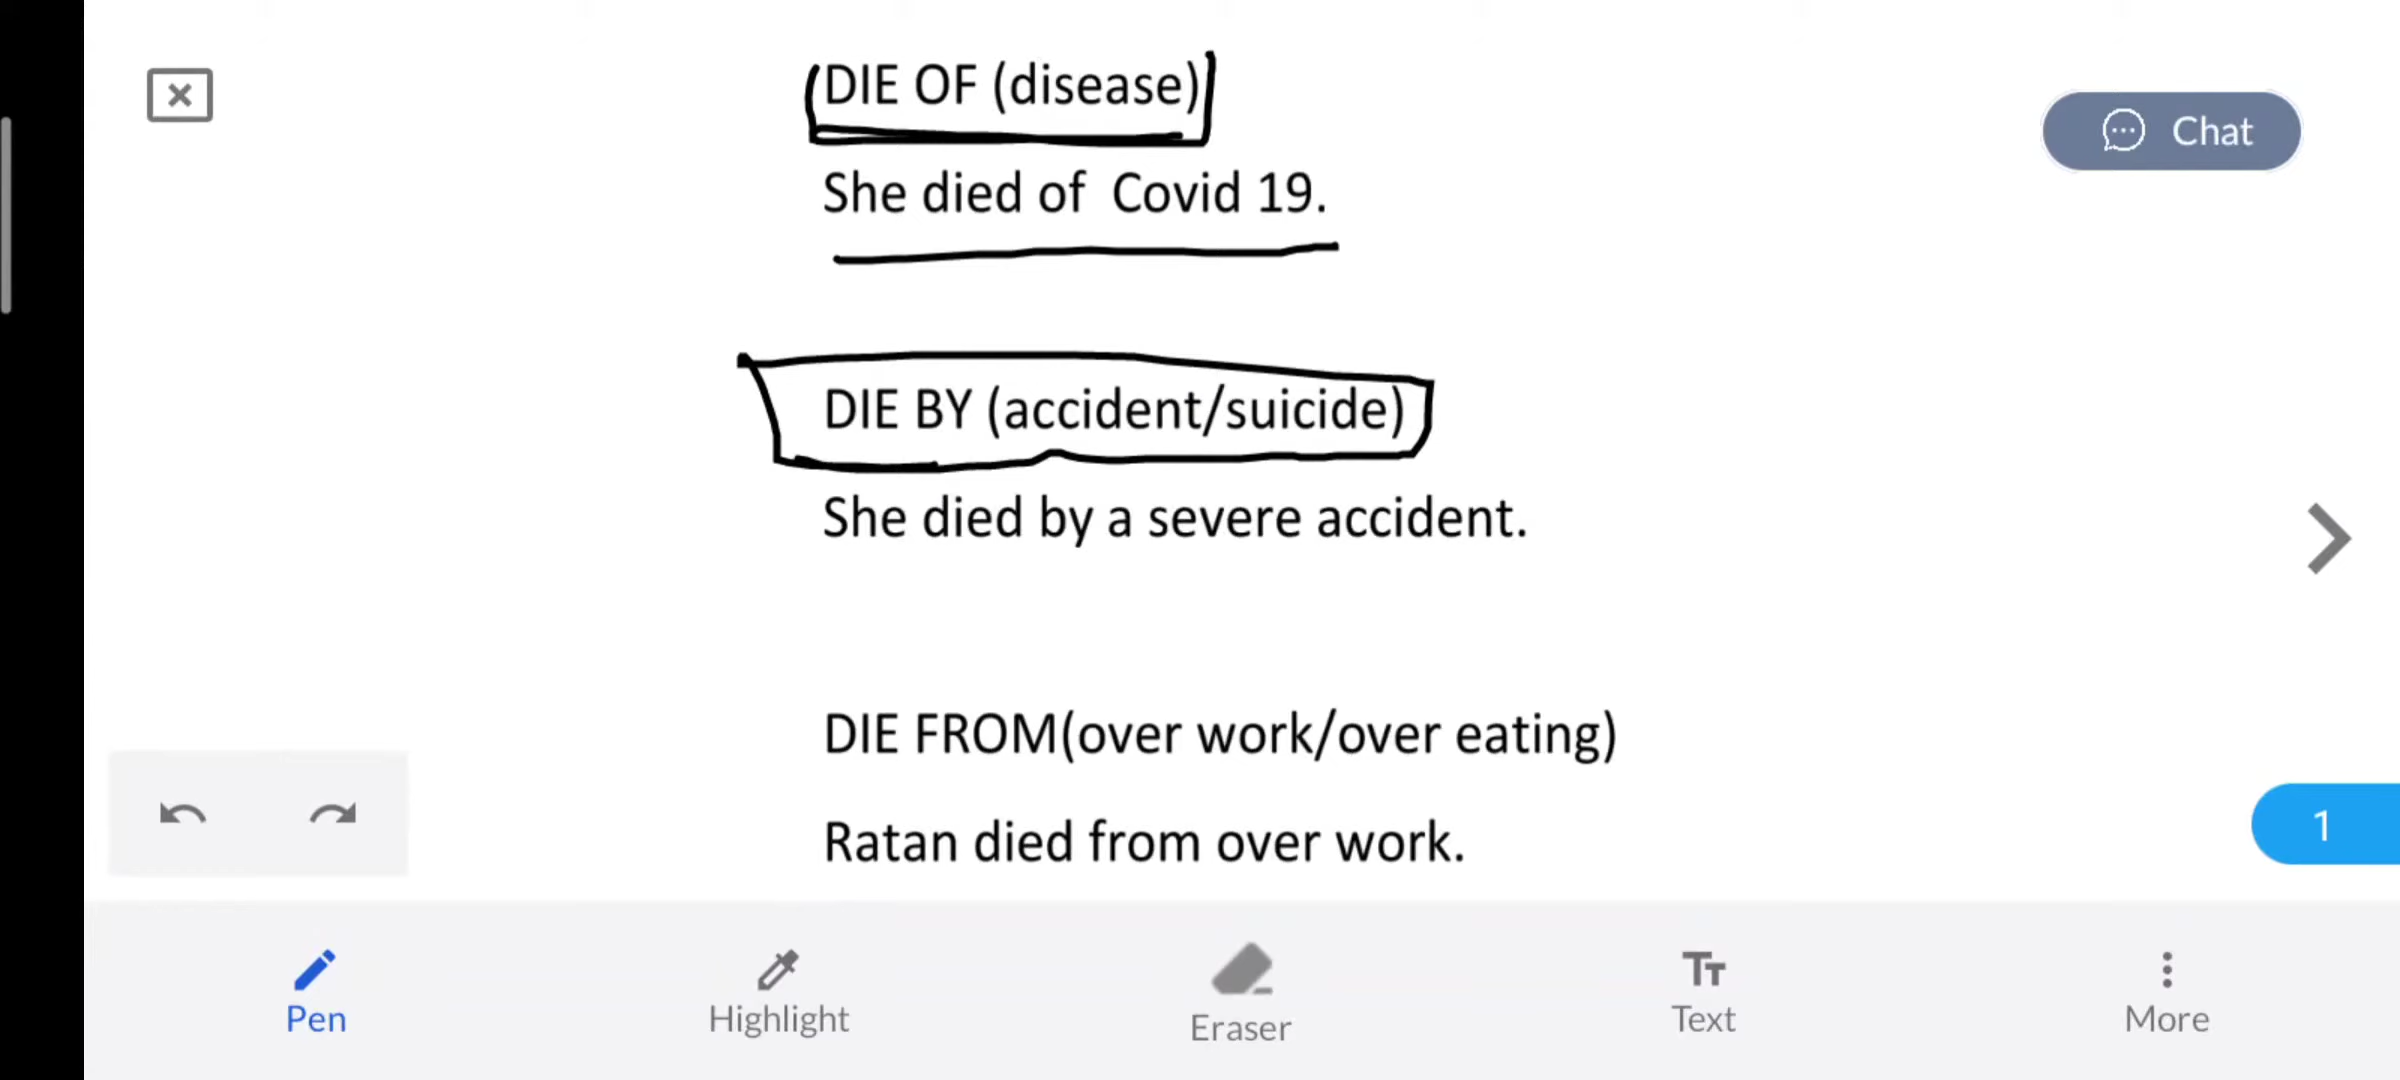 DIE OF (disease)
Chat
She died of  Covid 19.
DIE BY (accident/suicide)
She died by a severe accident.
DIE FROM(over work/over eating)
1
Ratan died from over work.
Pen
Highlight
Eraser
Text
More